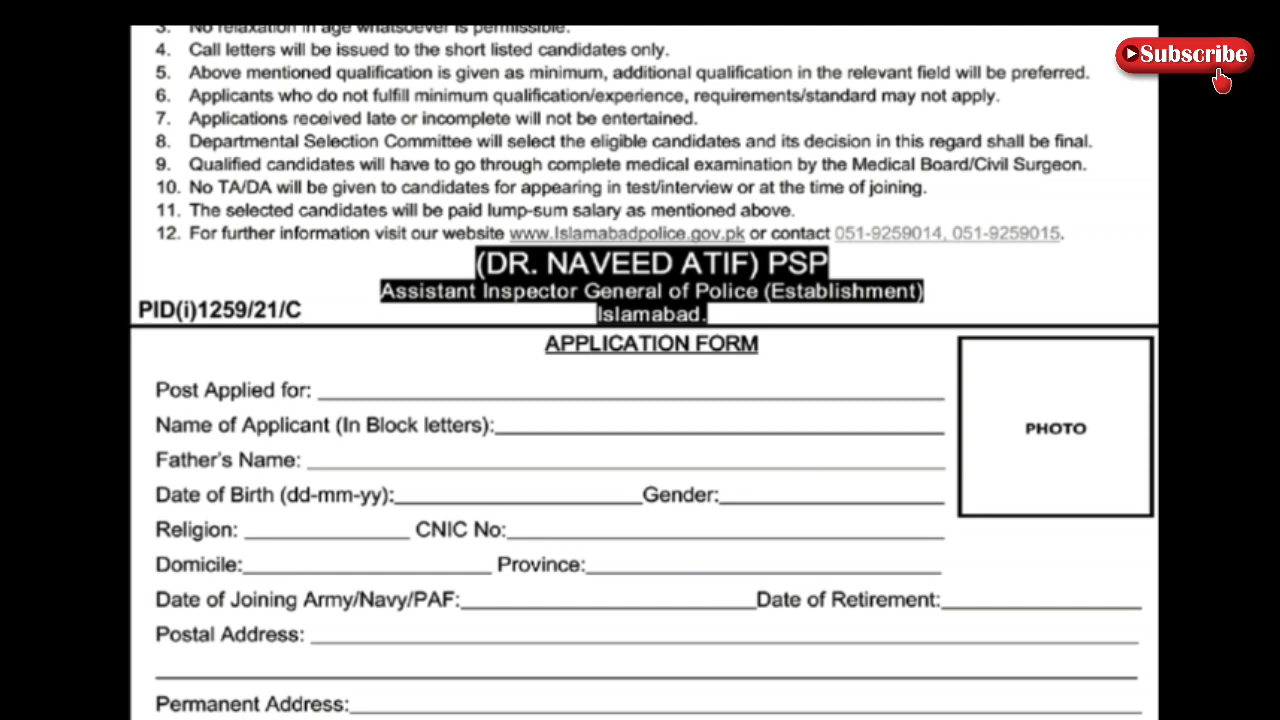 3. No relaxation in age whatsoever is permissible.
4. Call letters will be issued to the short listed candidates only.
5. Above mentioned qualification is given as minimum, additional qualification in the relevant field will be preferred.
6. Applicants who do not fulfill minimum qualification/experience, requirements/standard may not apply.
7. Applications received late or incomplete will not be entertained.
8. Departmental Selection Committee will select the eligible candidates and its decision in this regard shall be final.
9. Qualified candidates will have to go through complete medical examination by the Medical Board/Civil Surgeon.
10. No TA/DA will be given to candidates for appearing in test/interview or at the time of joining.
11. The selected candidates will be paid lump-sum salary as mentioned above.
12. For further information visit our website www.Islamabadpolice.gov.pk or contact 051-9259014, 051-9259015.
(DR. NAVEED ATIF) PSP
Assistant Inspector General of Police (Establishment)
Islamabad.
PID(i)1259/21/C
APPLICATION FORM
Post Applied for:
Name of Applicant (In Block letters):
Father's Name:
Date of Birth (dd-mm-yy): Gender:
Religion: CNIC No:
Domicile: Province:
Date of Joining Army/Navy/PAF: Date of Retirement:
Postal Address:
Permanent Address:
PHOTO
Subscribe